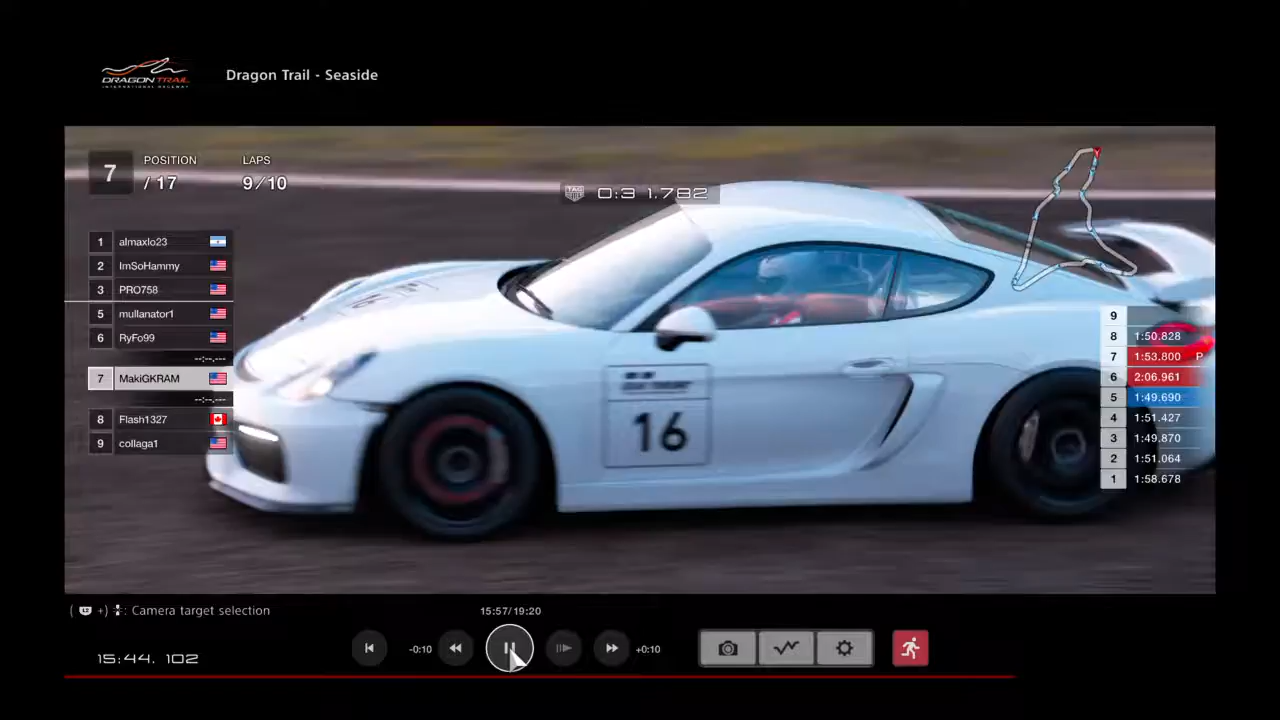 DRAGON TRAIL
INTERNATIONAL RACEWAY
Dragon Trail - Seaside
7
POSITION
/ 17
LAPS
9/10
TAG
0:31.782
1 almaxlo23
2 ImSoHammy
3 PRO758
5 mullanator1
6 RyFo99
--:--.---
7 MakiGKRAM
--:--.---
8 Flash1327
9 collaga1
16
16
9
8 1:50.828
7 1:53.800 P
6 2:06.961
5 1:49.690
4 1:51.427
3 1:49.870
2 1:51.064
1 1:58.678
( L2 +) : Camera target selection
15:57/19:20
-0:10
+0:10
15:44.102